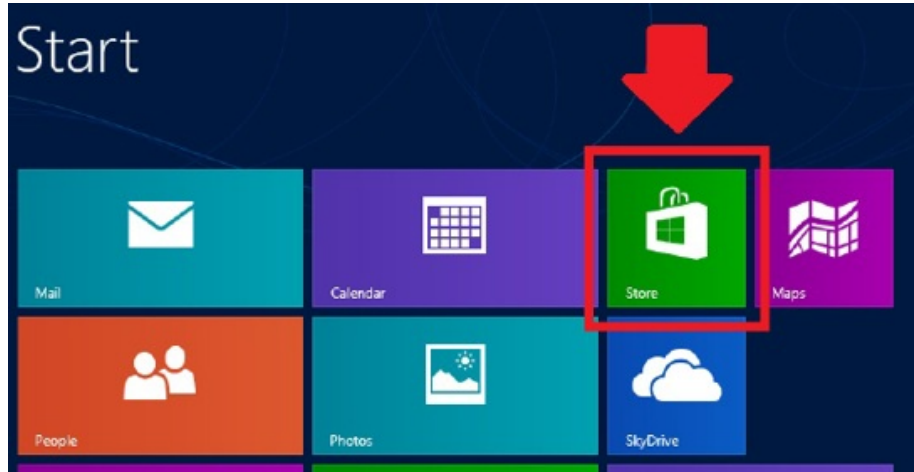 Start
Mail
Calendar
Store
Maps
People
Photos
SkyDrive